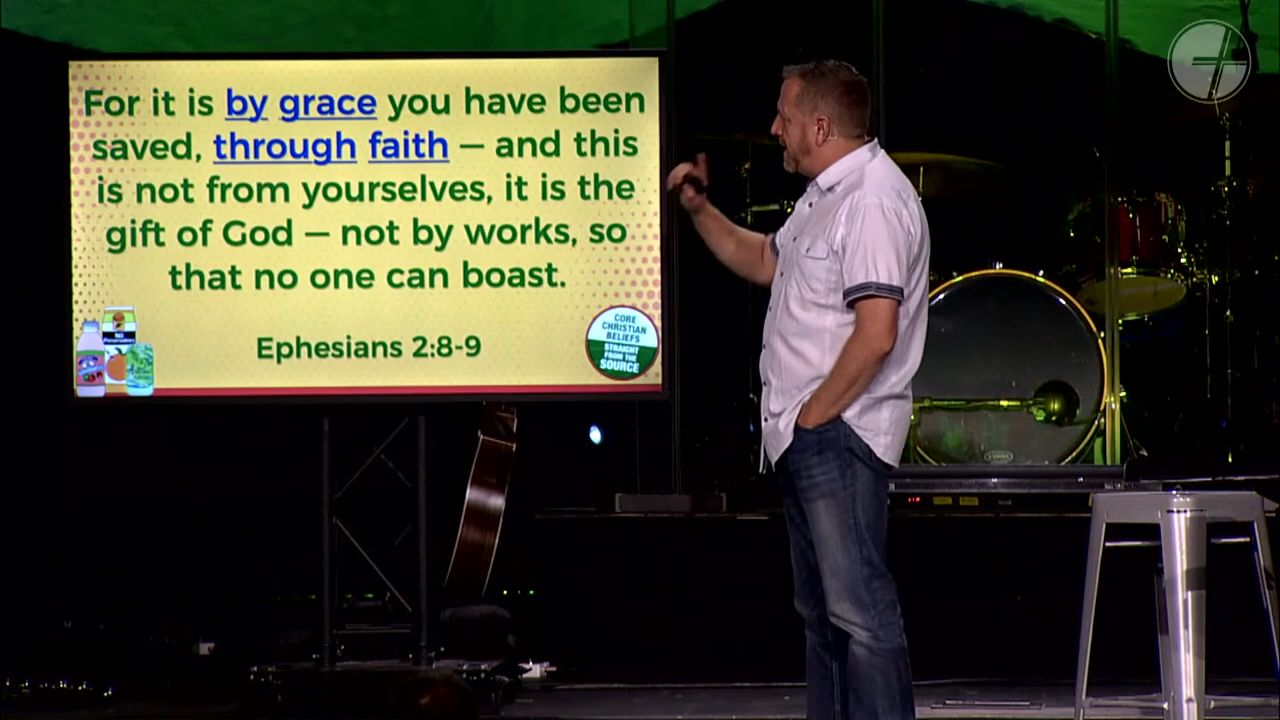 For it is by grace you have been
saved, through faith — and this
is not from yourselves, it is the
gift of God — not by works, so
that no one can boast.
Ephesians 2:8-9
CORE
CHRISTIAN
BELIEFS
STRAIGHT
FROM THE
SOURCE
NO